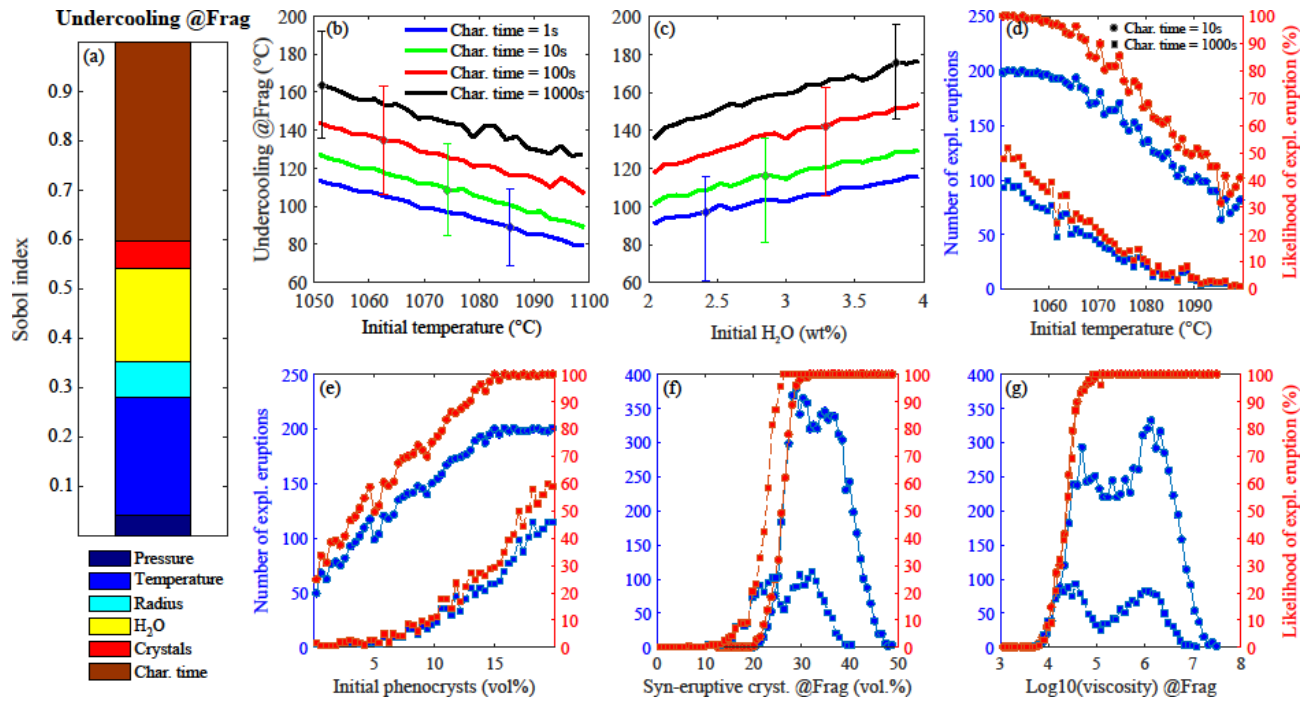 Undercooling @Frag
(a)
Sobol index
0.9
0.8
0.7
0.6
0.5
0.4
0.3
0.2
0.1
Pressure
Temperature
Radius
H₂O
Crystals
Char. time
(b)
Undercooling @Frag (°C)
200
180
160
140
120
100
80
60
Char. time = 1s
Char. time = 10s
Char. time = 100s
Char. time = 1000s
1050 1060 1070 1080 1090 1100
Initial temperature (°C)
(c)
200
180
160
140
120
100
80
60
2 2.5 3 3.5 4
Initial H₂O (wt%)
(d)
Char. time = 10s
Char. time = 1000s
Number of expl. eruptions
250
200
150
100
50
0
100
90
80
70
60
50
40
30
20
10
0
Likelihood of expl. eruption (%)
1060 1070 1080 1090
Initial temperature (°C)
(e)
Number of expl. eruptions
250
200
150
100
50
0
100
90
80
70
60
50
40
30
20
10
0
5 10 15
Initial phenocrysts (vol%)
(f)
400
350
300
250
200
150
100
50
0
100
90
80
70
60
50
40
30
20
10
0
0 10 20 30 40 50
Syn-eruptive cryst. @Frag (vol.%)
(g)
400
350
300
250
200
150
100
50
0
100
90
80
70
60
50
40
30
20
10
0
Likelihood of expl. eruption (%)
3 4 5 6 7 8
Log10(viscosity) @Frag